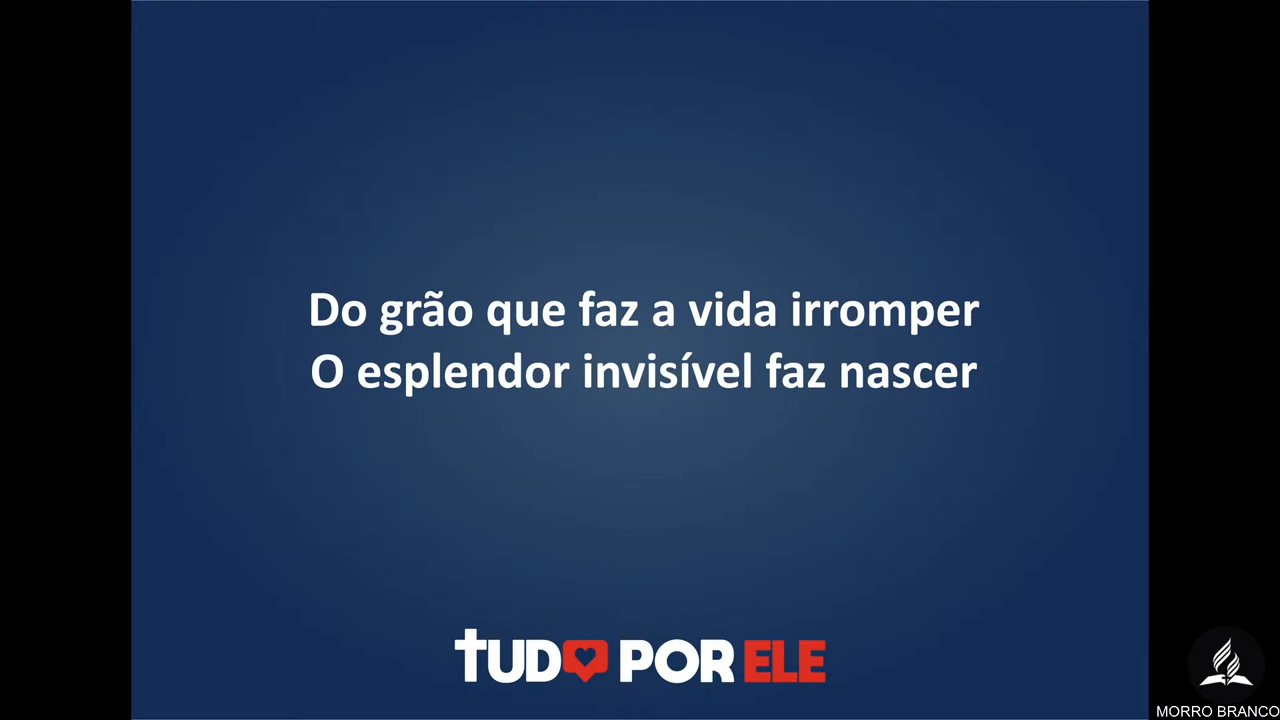 Do grão que faz a vida irromper
O esplendor invisível faz nascer
TUDO POR ELE
MORRO BRANCO